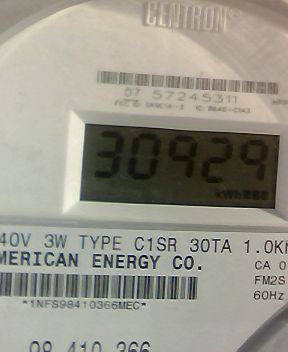 CENTRON®
07 57245311
30929
kWh
40V 3W TYPE C1SR 30TA 1.0K
MERICAN ENERGY CO.
CA 0
FM2S
60Hz
*1NFS98410366MEC*
98 410 366